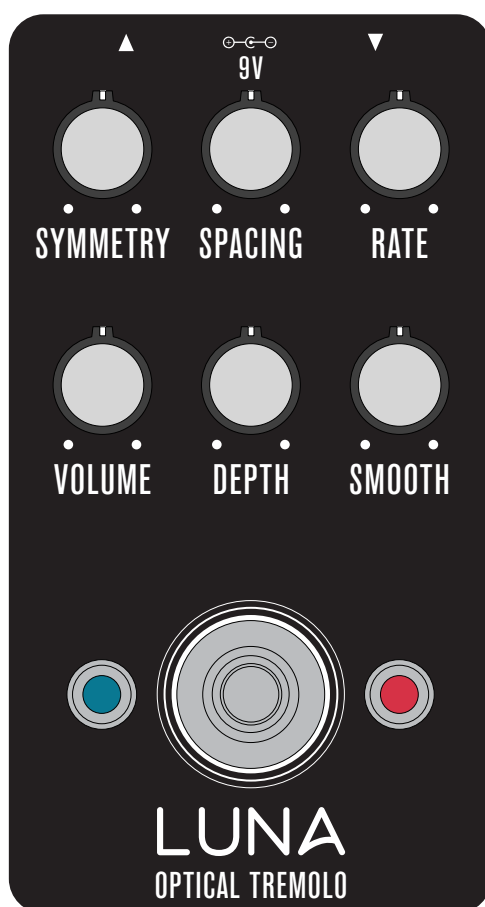 9V
SYMMETRY SPACING RATE
VOLUME DEPTH SMOOTH
LUNA
OPTICAL TREMOLO